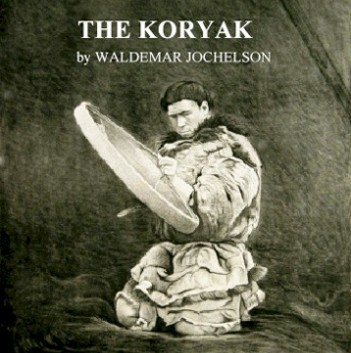 THE KORYAK
by WALDEMAR JOCHELSON